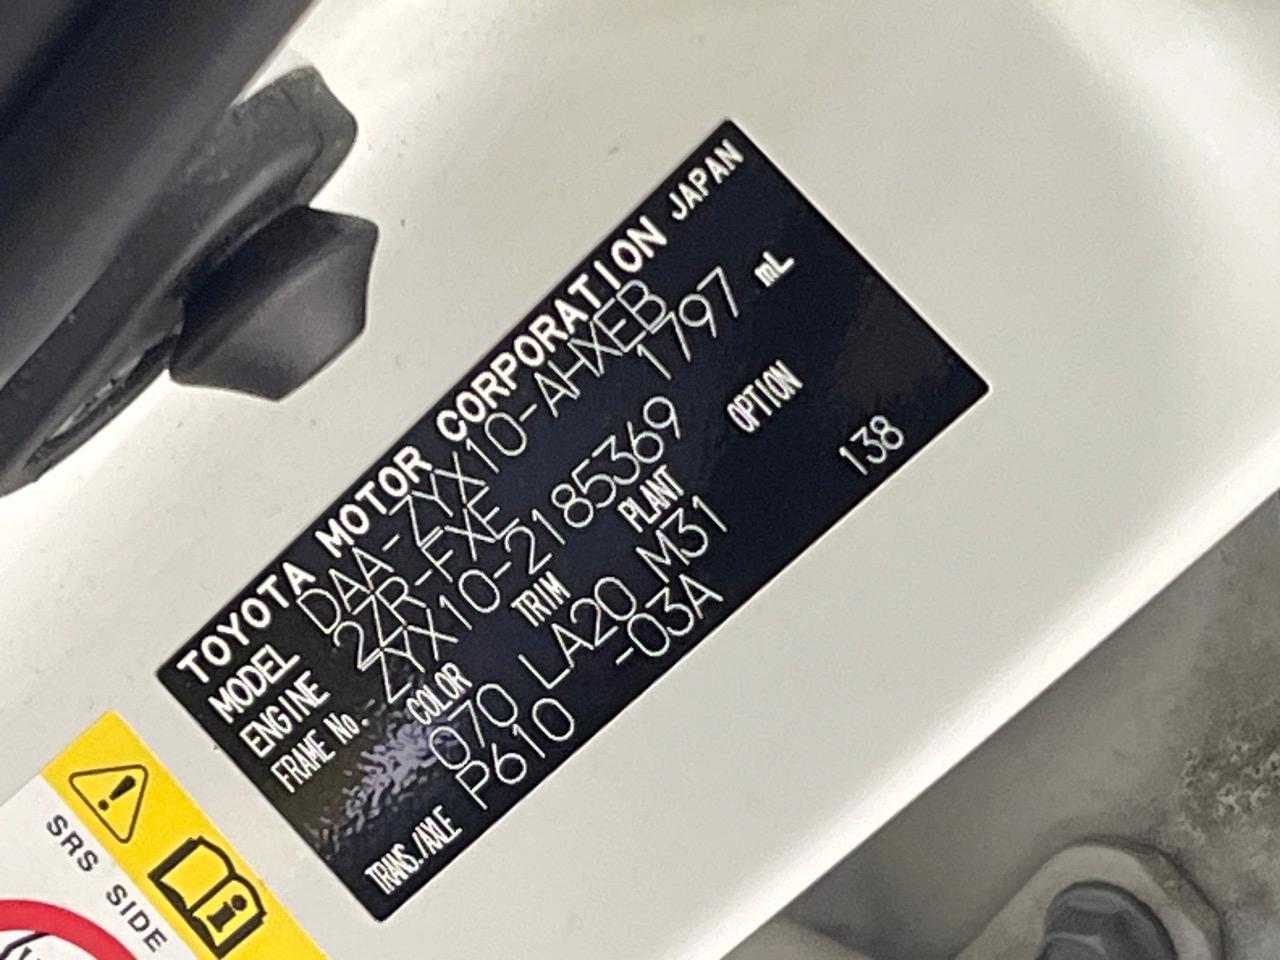 TOYOTA MOTOR CORPORATION JAPAN
MODEL DAA-ZYX10-AHXEB
ENGINE 2ZR-FXE 1797 mL
FRAME No. ZYX10-2185369
COLOR TRIM PLANT OPTION
070 LA20 M31
TRANS./AXLE P610 -03A 138
SRS SIDE